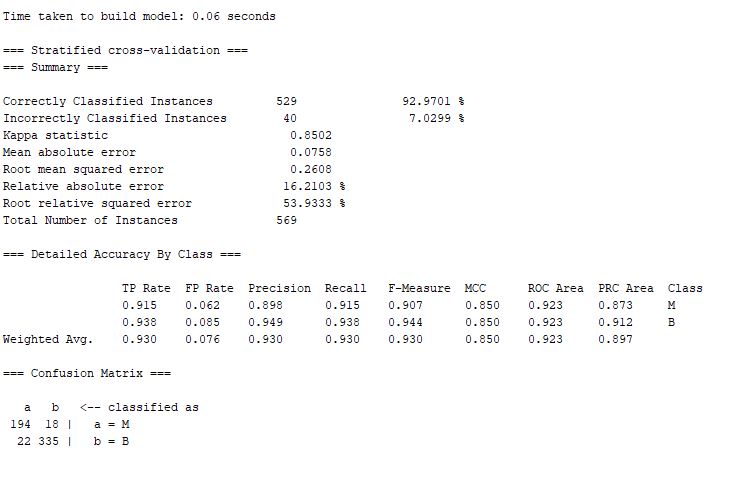 Time taken to build model: 0.06 seconds
=== Stratified cross-validation ===
=== Summary ===
Correctly Classified Instances         529               92.9701 %
Incorrectly Classified Instances        40                7.0299 %
Kappa statistic                          0.8502
Mean absolute error                      0.0758
Root mean squared error                  0.2608
Relative absolute error                 16.2103 %
Root relative squared error             53.9333 %
Total Number of Instances              569
=== Detailed Accuracy By Class ===
                 TP Rate  FP Rate  Precision  Recall   F-Measure  MCC      ROC Area  PRC Area  Class
                 0.915    0.062    0.898      0.915    0.907      0.850    0.923     0.873     M
                 0.938    0.085    0.949      0.938    0.944      0.850    0.923     0.912     B
Weighted Avg.    0.930    0.076    0.930      0.930    0.930      0.850    0.923     0.897
=== Confusion Matrix ===
   a   b   <-- classified as
 194  18 |   a = M
  22 335 |   b = B